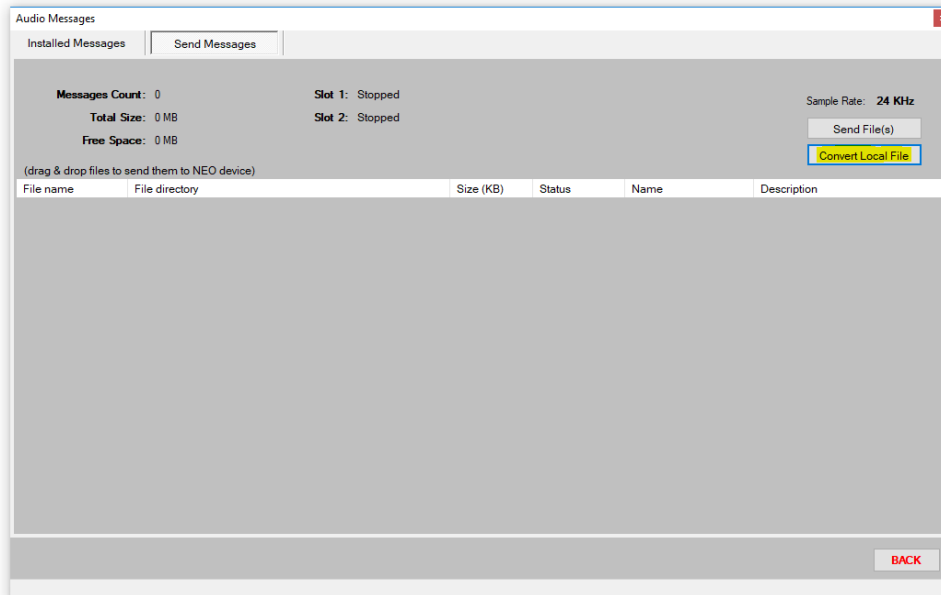 Audio Messages
Installed Messages Send Messages
Messages Count: 0 Slot 1: Stopped
Sample Rate: 24 KHz
Total Size: 0 MB Slot 2: Stopped
Send File(s)
Free Space: 0 MB
Convert Local File
(drag & drop files to send them to NEO device)
File name File directory Size (KB) Status Name Description
BACK